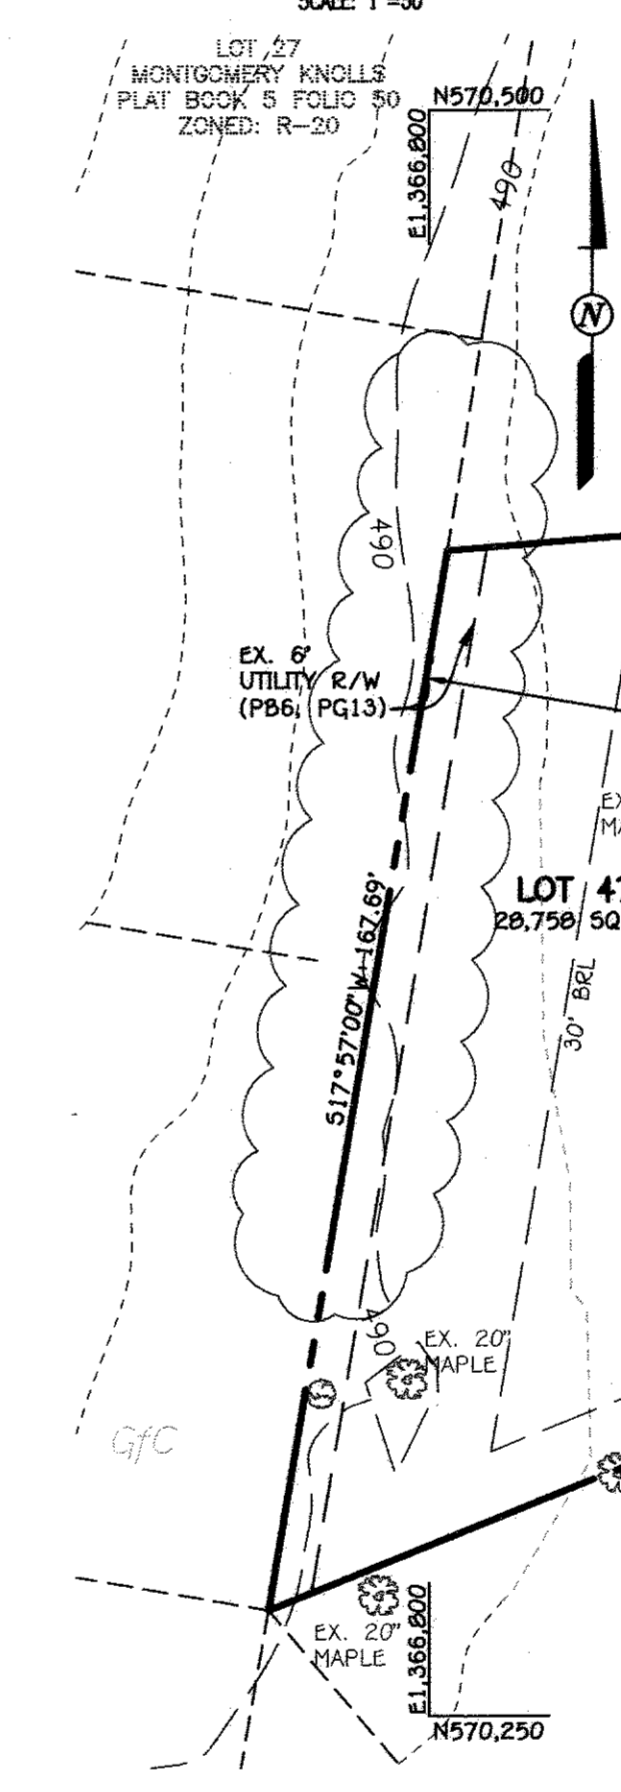 SCALE: 1"=50'
LOT 27
MONTGOMERY KNOLLS
PLAT BOOK 5 FOLIO 50
ZONED: R-20
N570,500
E1,366,800
490
N
490
EX. 6'
UTILITY R/W
(PB6, PG13)
LOT 47
28,758 SQ
30' BRL
S17°57'00"W 167.69'
490
EX. 20"
MAPLE
GfC
EX. 20"
MAPLE
E1,366,800
N570,250